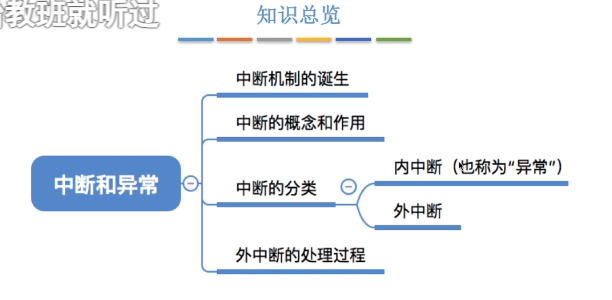 教班就听过
知识总览
中断机制的诞生
中断的概念和作用
中断和异常
中断的分类
内中断（也称为“异常”）
外中断
外中断的处理过程